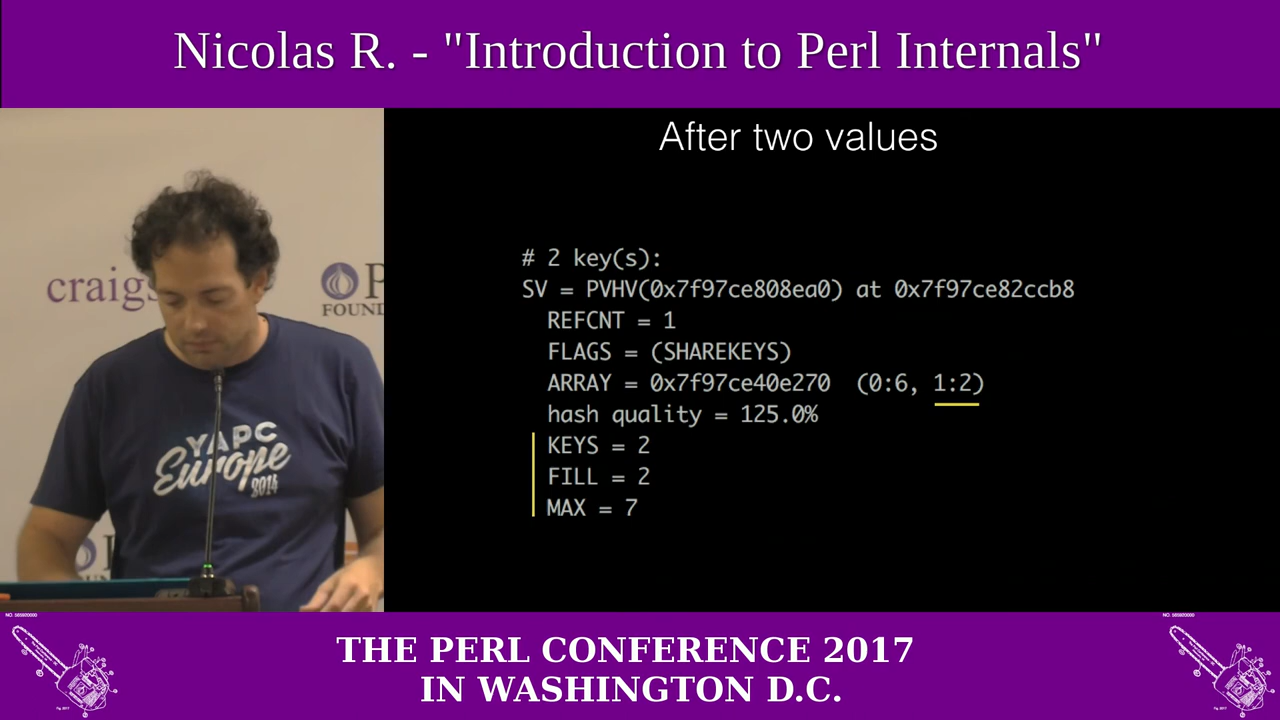 Nicolas R. - "Introduction to Perl Internals"
After two values
# 2 key(s):
SV = PVHV(0x7f97ce808ea0) at 0x7f97ce82ccb8
REFCNT = 1
FLAGS = (SHAREKEYS)
ARRAY = 0x7f97ce40e270 (0:6, 1:2)
hash quality = 125.0%
KEYS = 2
FILL = 2
MAX = 7
craigs
P
FOUND
YAPC
Europe
2014
THE PERL CONFERENCE 2017
IN WASHINGTON D.C.